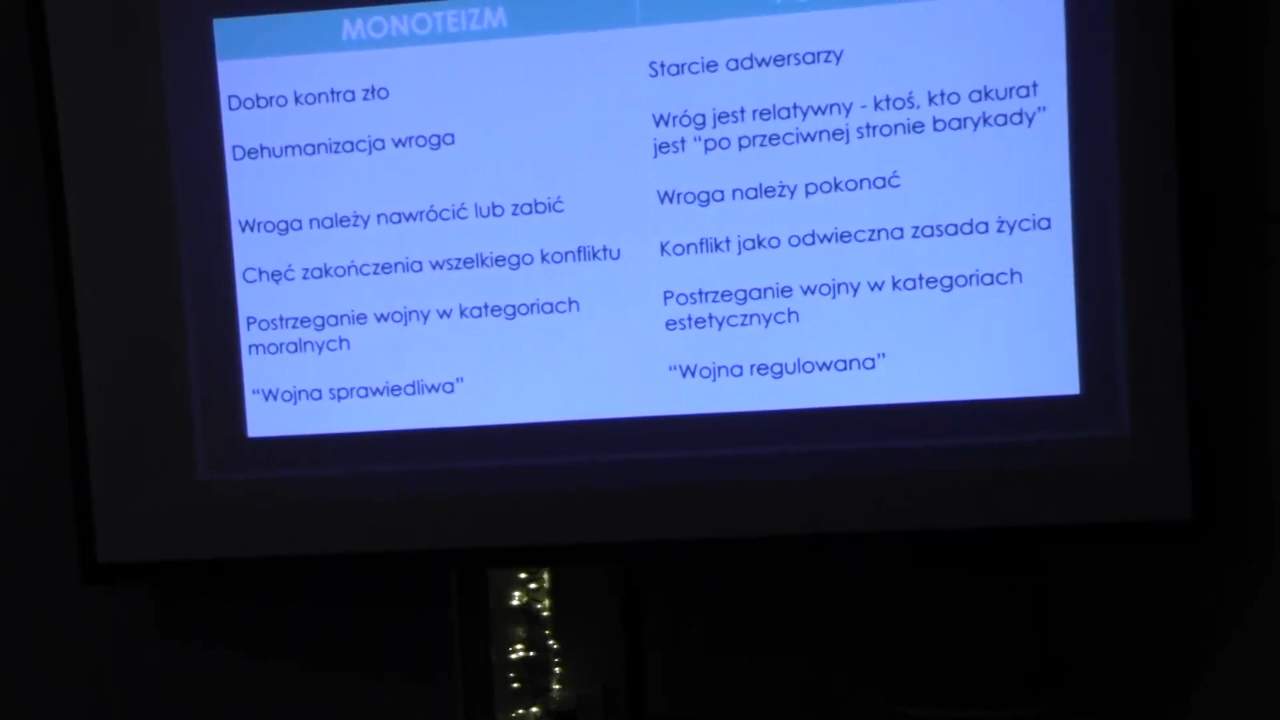 MONOTEIZM
Dobro kontra zło
Dehumanizacja wroga
Wroga należy nawrócić lub zabić
Chęć zakończenia wszelkiego konfliktu
Postrzeganie wojny w kategoriach
moralnych
“Wojna sprawiedliwa”
Starcie adwersarzy
Wróg jest relatywny - ktoś, kto akurat
jest “po przeciwnej stronie barykady”
Wroga należy pokonać
Konflikt jako odwieczna zasada życia
Postrzeganie wojny w kategoriach
estetycznych
“Wojna regulowana”